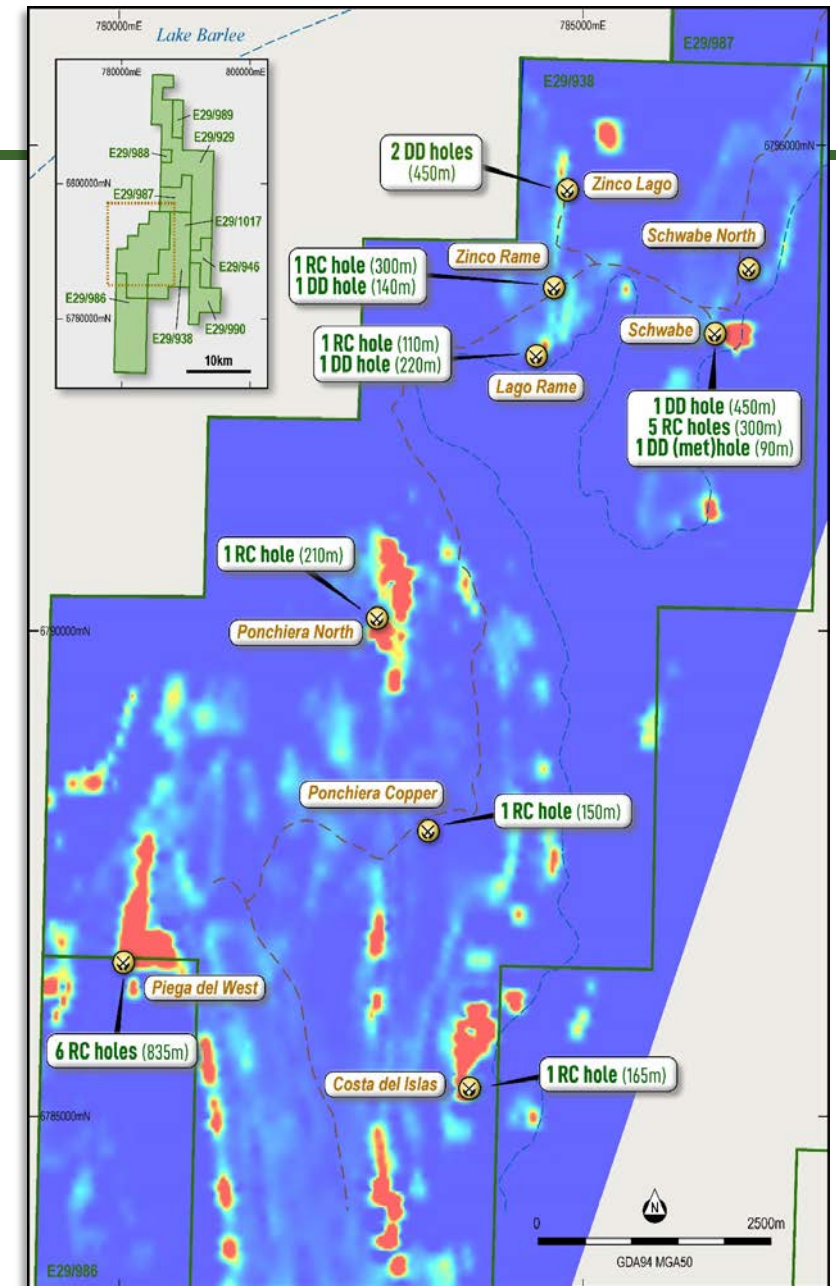 780000mE
785000mE
Lake Barlee
E29/987
E29/938
780000mE
800000mE
E29/989
E29/929
E29/988
6800000mN
E29/987
E29/1017
E29/946
E29/986
6780000mN
E29/990
E29/938
10km
6795000mN
2 DD holes
(450m)
Zinco Lago
Schwabe North
Zinco Rame
1 RC hole (300m)
1 DD hole (140m)
Schwabe
1 RC hole (110m)
1 DD hole (220m)
Lago Rame
1 DD hole (450m)
5 RC holes (300m)
1 DD (met)hole (90m)
1 RC hole (210m)
Ponchiera North
6790000mN
Ponchiera Copper
1 RC hole (150m)
Piega del West
6 RC holes (835m)
Costa del Islas
1 RC hole (165m)
6785000mN
N
0
2500m
GDA94 MGA50
E29/986